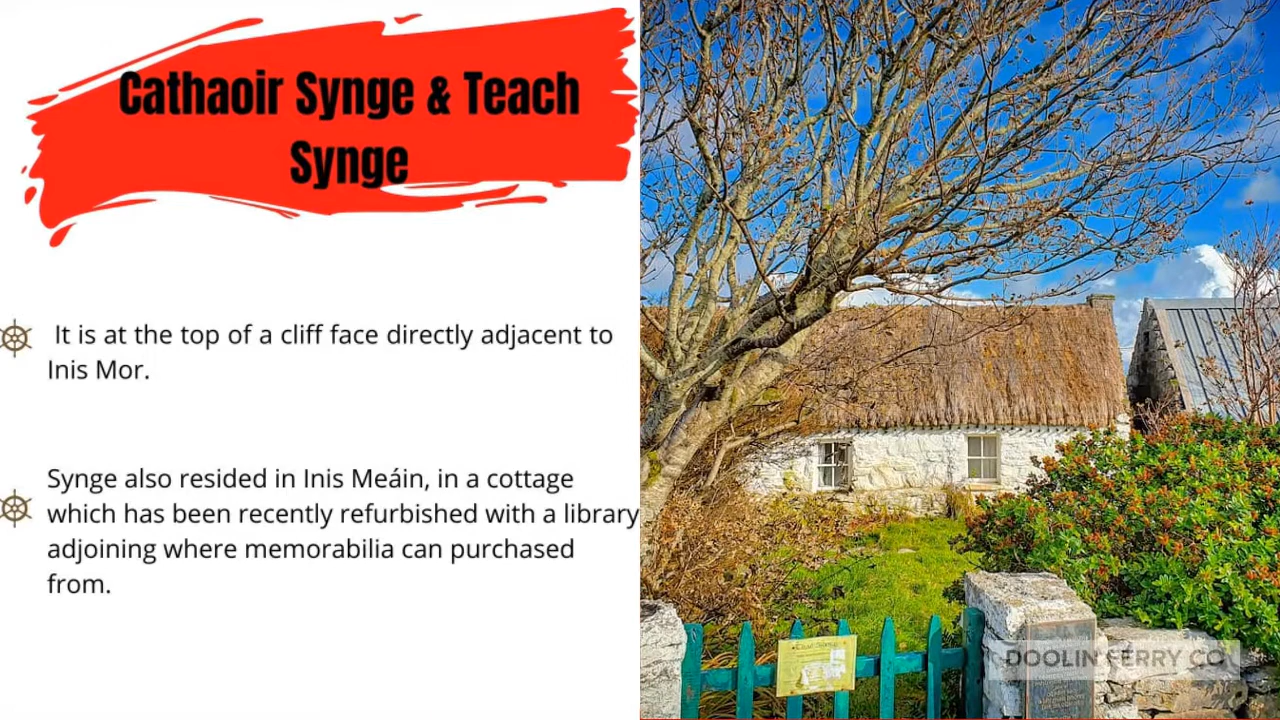 Cathaoir Synge & Teach
Synge
It is at the top of a cliff face directly adjacent to
Inis Mor.
Synge also resided in Inis Meáin, in a cottage
which has been recently refurbished with a library
adjoining where memorabilia can purchased
from.
DOOLIN FERRY CO